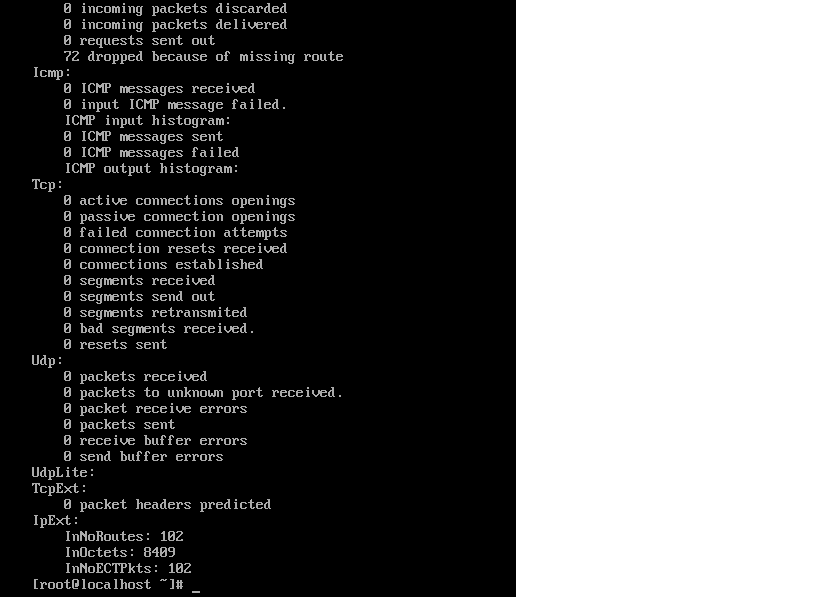 0 incoming packets discarded
0 incoming packets delivered
0 requests sent out
72 dropped because of missing route
Icmp:
0 ICMP messages received
0 input ICMP message failed.
ICMP input histogram:
0 ICMP messages sent
0 ICMP messages failed
ICMP output histogram:
Tcp:
0 active connections openings
0 passive connection openings
0 failed connection attempts
0 connection resets received
0 connections established
0 segments received
0 segments send out
0 segments retransmited
0 bad segments received.
0 resets sent
Udp:
0 packets received
0 packets to unknown port received.
0 packet receive errors
0 packets sent
0 receive buffer errors
0 send buffer errors
UdpLite:
TcpExt:
0 packet headers predicted
IpExt:
InNoRoutes: 102
InOctets: 8409
InNoECTPkts: 102
[root@localhost ~]# _